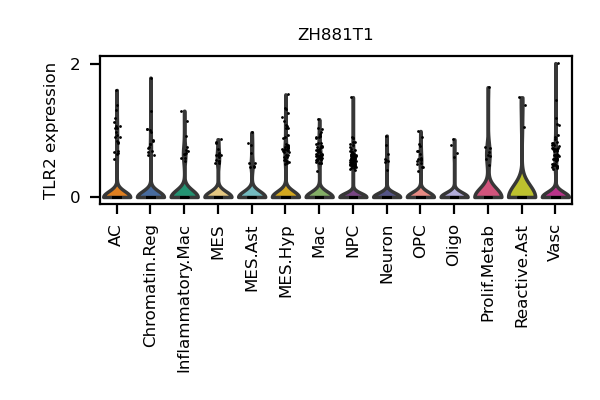 ZH881T1
TLR2 expression
2
0
AC
Chromatin.Reg
Inflammatory.Mac
MES
MES.Ast
MES.Hyp
Mac
NPC
Neuron
OPC
Oligo
Prolif.Metab
Reactive.Ast
Vasc